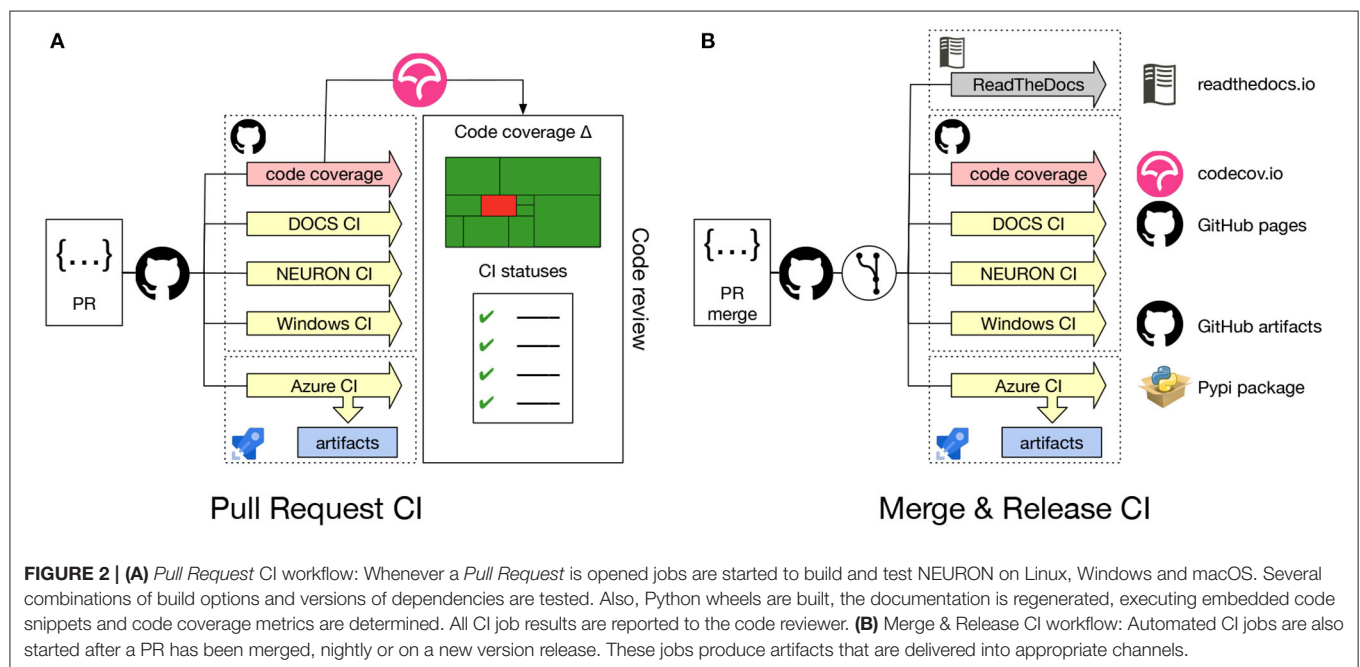 A
Code coverage Δ
code coverage
DOCS CI
NEURON CI
Windows CI
Azure CI
artifacts
{...}
PR
CI statuses
Code review
Pull Request CI
B
ReadTheDocs
readthedocs.io
code coverage
codecov.io
DOCS CI
GitHub pages
NEURON CI
{...}
PR
merge
Windows CI
GitHub artifacts
Azure CI
Pypi package
artifacts
Merge & Release CI
FIGURE 2 | (A) Pull Request CI workflow: Whenever a Pull Request is opened jobs are started to build and test NEURON on Linux, Windows and macOS. Several
combinations of build options and versions of dependencies are tested. Also, Python wheels are built, the documentation is regenerated, executing embedded code
snippets and code coverage metrics are determined. All CI job results are reported to the code reviewer. (B) Merge & Release CI workflow: Automated CI jobs are also
started after a PR has been merged, nightly or on a new version release. These jobs produce artifacts that are delivered into appropriate channels.